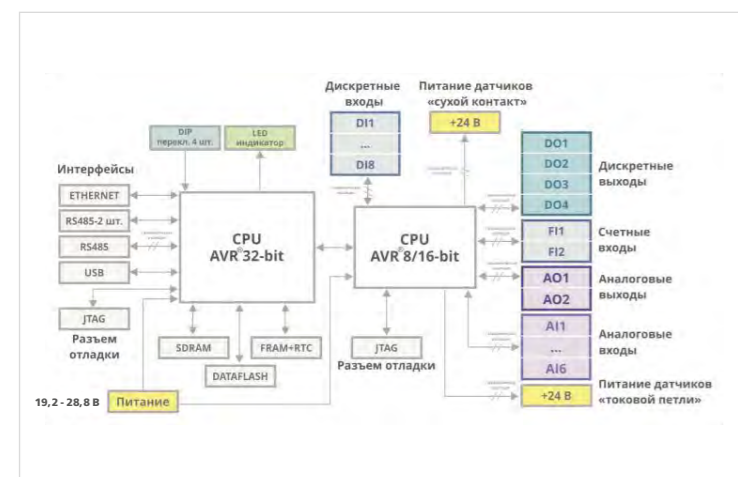 Дискретные
входы
Питание датчиков
«сухой контакт»
DIP
перекл. 4 шт.
LED
индикатор
DI1
...
DI8
+24 В
DO1
DO2
DO3
DO4
Дискретные
выходы
Интерфейсы
ETHERNET
RS485-2 шт.
RS485
USB
CPU
AVR®32-bit
CPU
AVR®8/16-bit
FI1
FI2
Счетные
входы
AO1
AO2
Аналоговые
выходы
JTAG
Разъем
отладки
SDRAM
FRAM+RTC
DATAFLASH
JTAG
Разъем отладки
AI1
...
AI6
Аналоговые
входы
19,2 - 28,8 В
Питание
+24 В
Питание датчиков
«токовой петли»